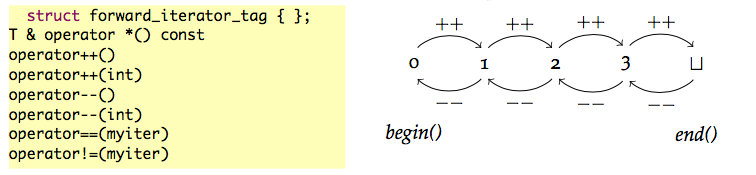 struct forward_iterator_tag { };
T & operator *() const
operator++()
operator++(int)
operator--()
operator--(int)
operator==(myiter)
operator!=(myiter)
++ ++ ++ ++
0 1 2 3 ⊔
-- -- -- --
begin() end()